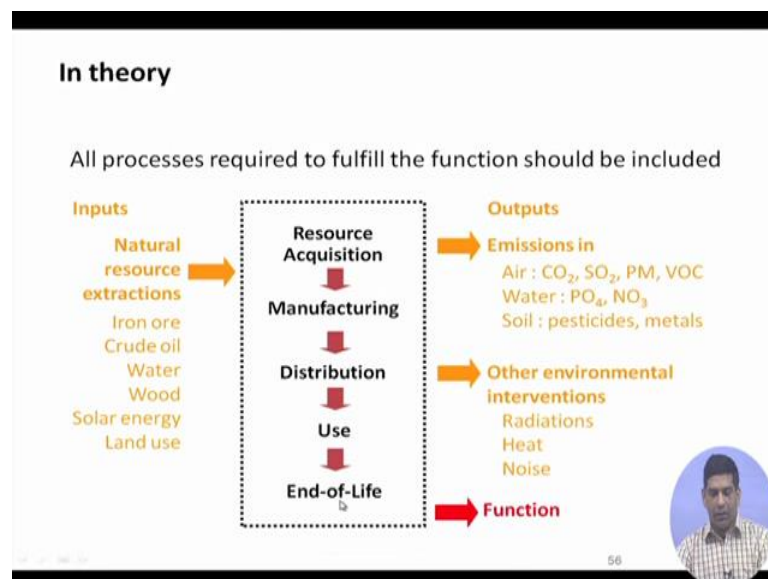 In theory
All processes required to fulfill the function should be included
Inputs
Natural
resource
extractions
Iron ore
Crude oil
Water
Wood
Solar energy
Land use
Resource
Acquisition
Manufacturing
Distribution
Use
End-of-Life
Outputs
Emissions in
Air : CO₂, SO₂, PM, VOC
Water : PO₄, NO₃
Soil : pesticides, metals
Other environmental
interventions
Radiations
Heat
Noise
Function
56